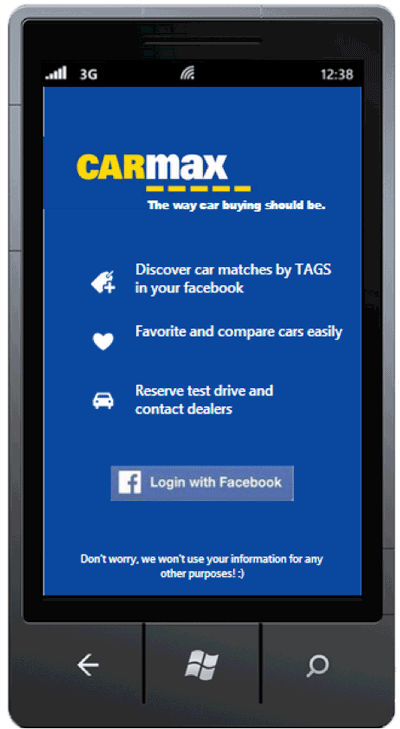 3G 12:38
CARmax
The way car buying should be.
Discover car matches by TAGS
in your facebook
Favorite and compare cars easily
Reserve test drive and
contact dealers
f Login with Facebook
Don't worry, we won't use your information for any
other purposes! :)